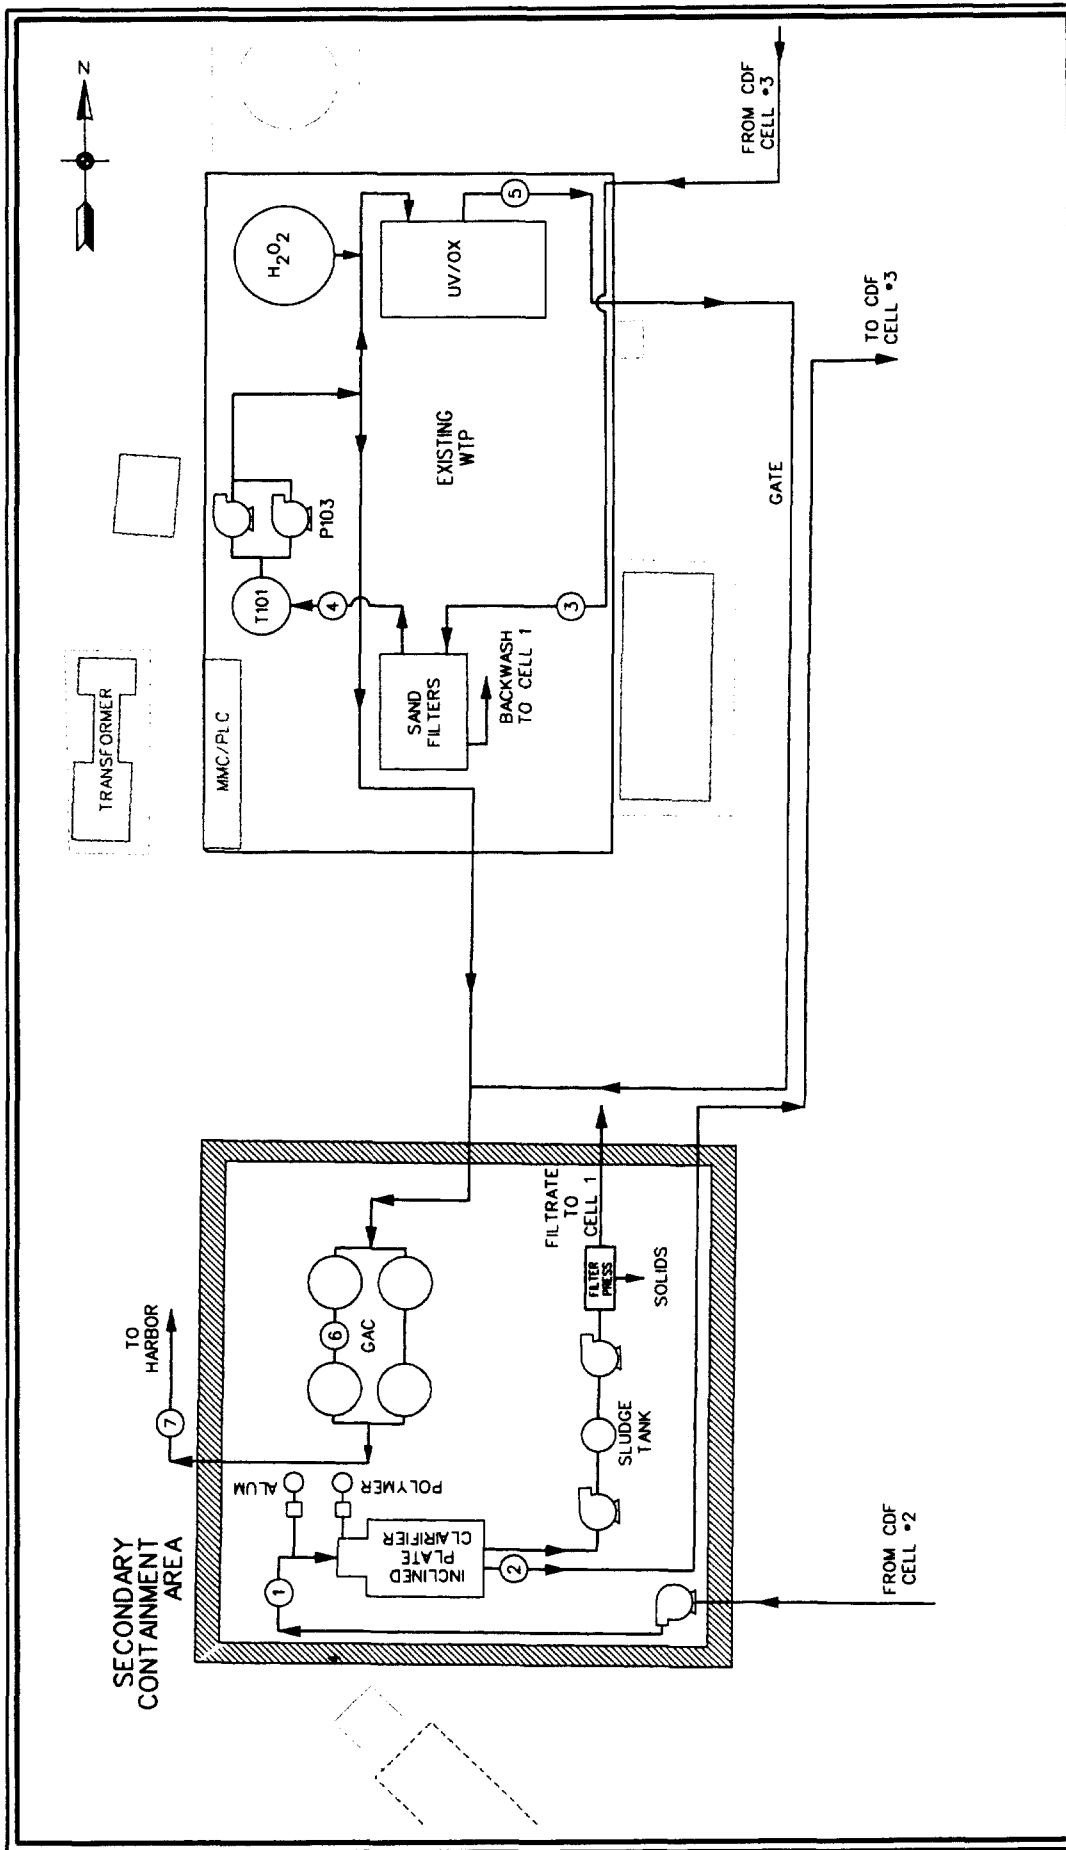 N
SECONDARY
CONTAINMENT
AREA
TO
HARBOR
7
TRANSFORMER
MMC/PLC
T101
P103
H2O2
4
UV/OX
5
EXISTING
WTP
SAND
FILTERS
BACKWASH
TO CELL 1
3
FROM CDF
CELL #3
TO CDF
CELL #3
GATE
ALUM
POLYMER
1
INCLINED
PLATE
CLAIRIFIER
2
6
GAC
FILTRATE
TO
CELL 1
FILTER
PRESS
SOLIDS
SLUDGE
TANK
FROM CDF
CELL #2